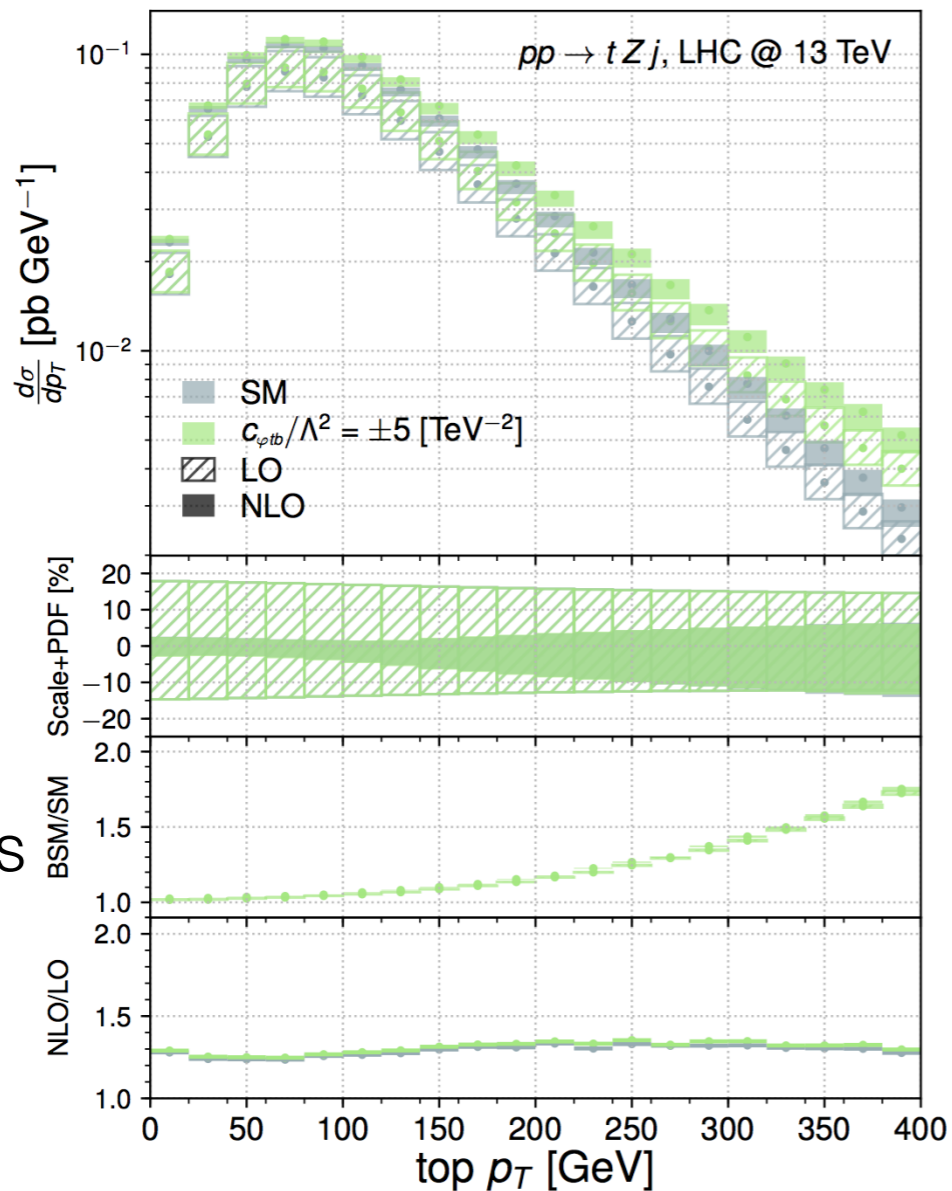 pp → t Z j, LHC @ 13 TeV
10⁻¹
10⁻²
dσ/dp_T [pb GeV⁻¹]
SM
c_φtb/Λ² = ±5 [TeV⁻²]
LO
NLO
Scale+PDF [%]
20
10
0
−10
−20
S
BSM/SM
2.0
1.5
1.0
NLO/LO
2.0
1.5
1.0
0 50 100 150 200 250 300 350 400
top p_T [GeV]